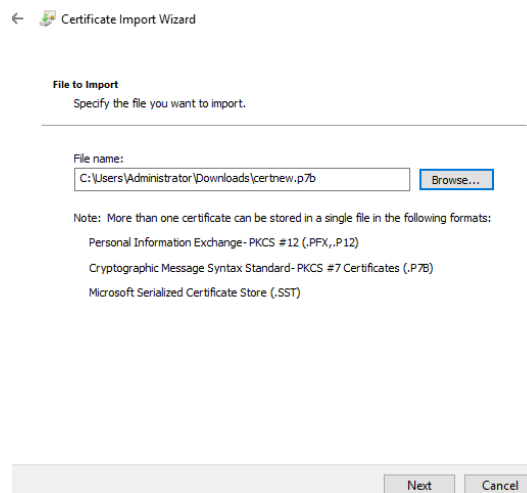 Certificate Import Wizard
File to Import
Specify the file you want to import.
File name:
C:\Users\Administrator\Downloads\certnew.p7b
Browse...
Note: More than one certificate can be stored in a single file in the following formats:
Personal Information Exchange- PKCS #12 (.PFX,.P12)
Cryptographic Message Syntax Standard- PKCS #7 Certificates (.P7B)
Microsoft Serialized Certificate Store (.SST)
Next
Cancel